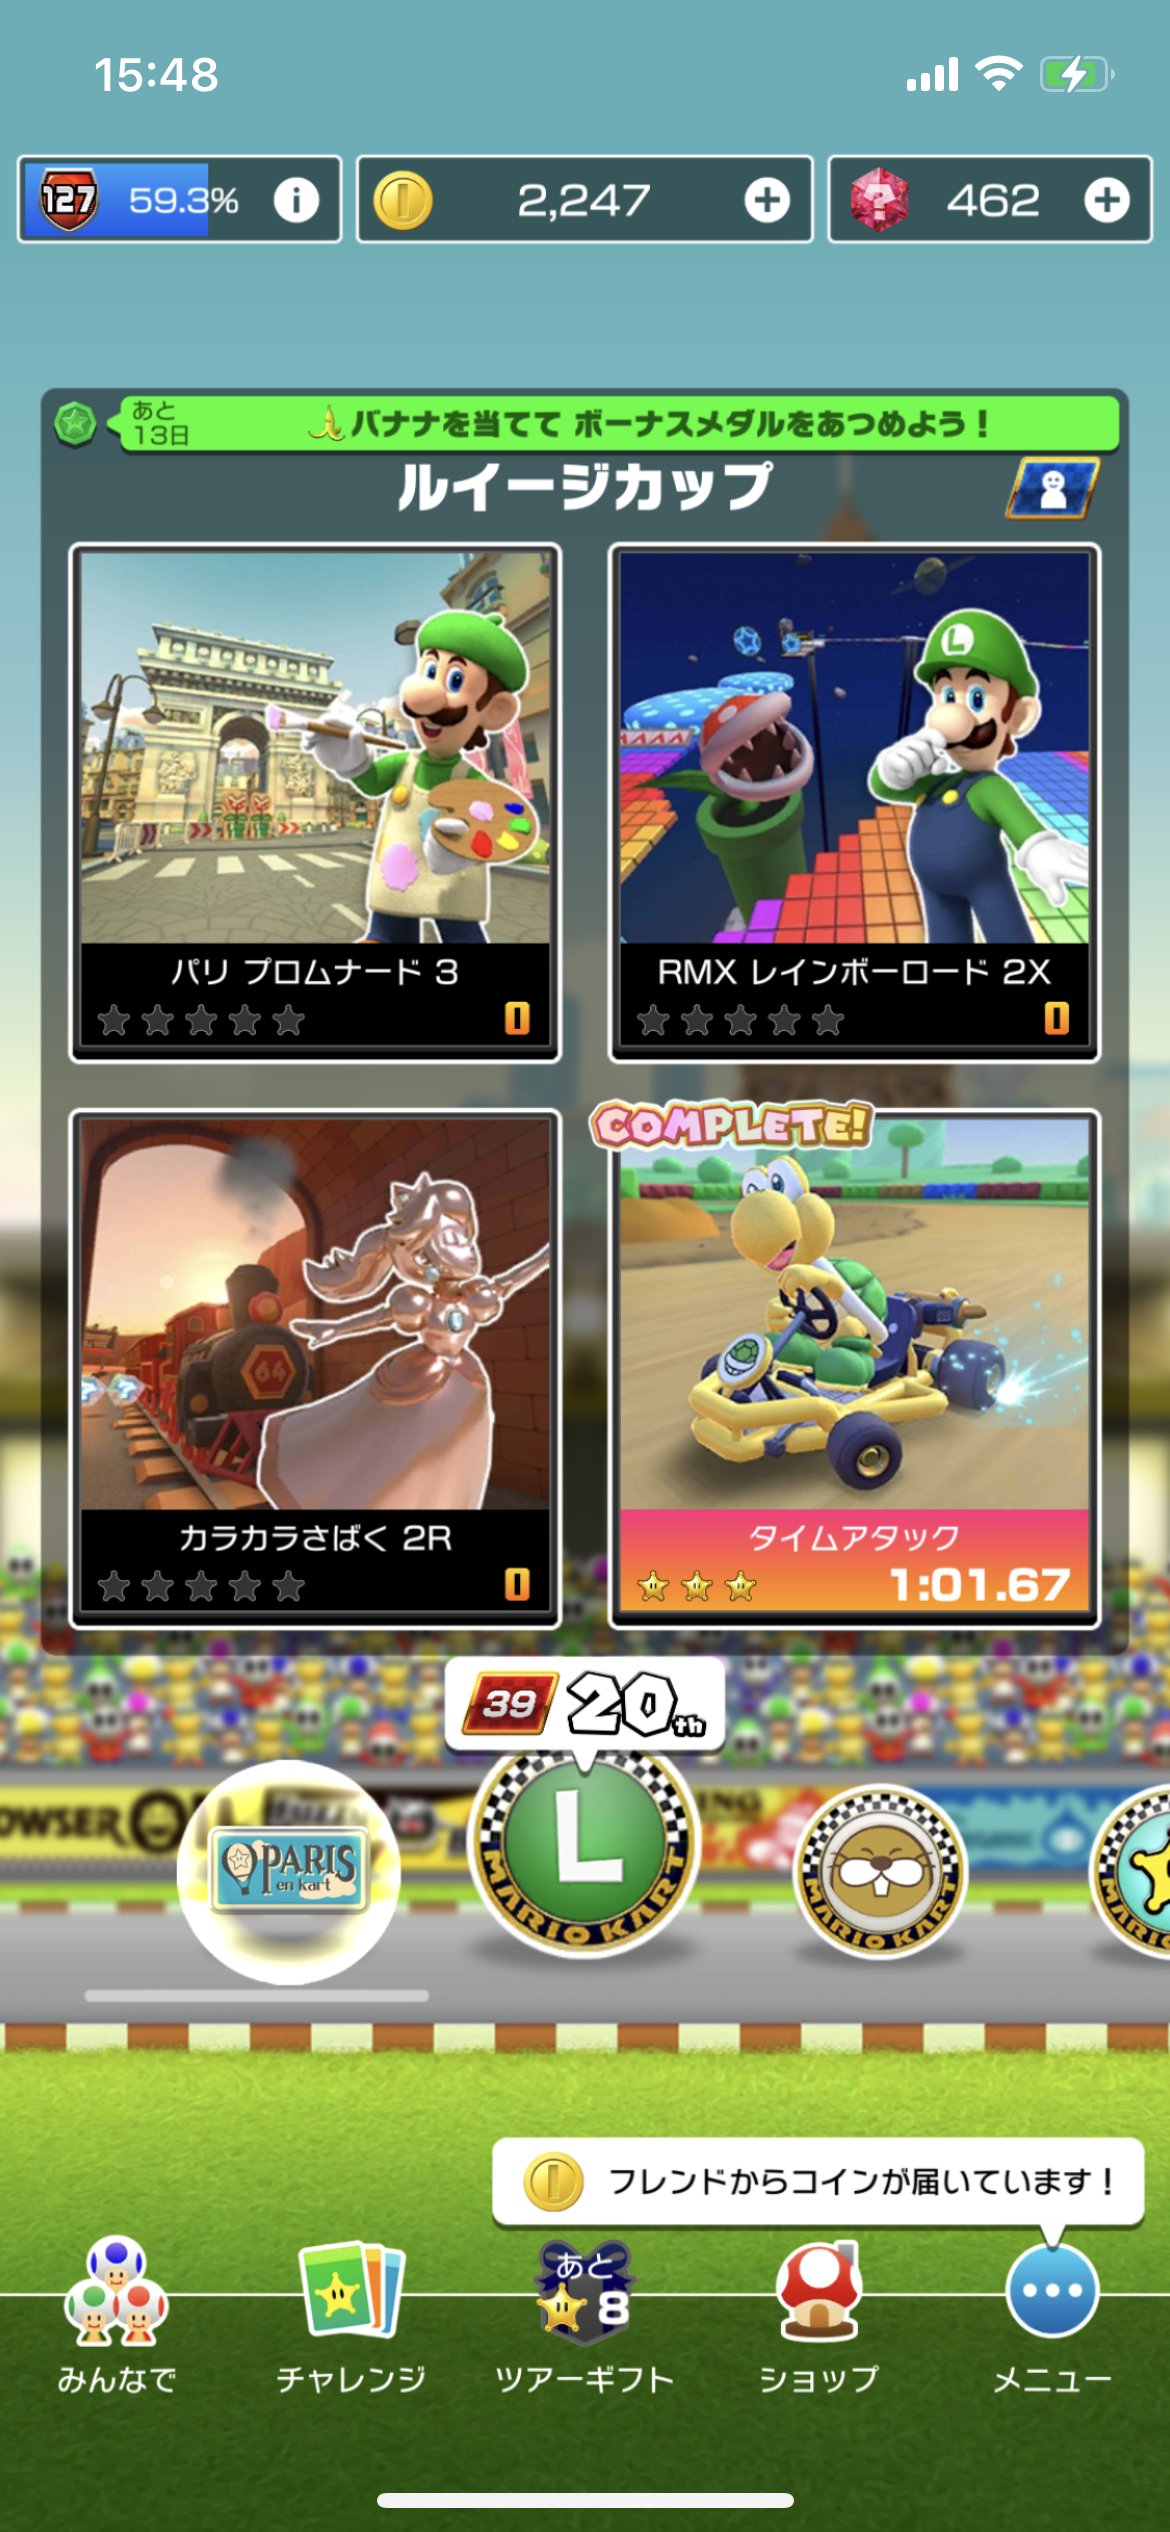 15:48
127 59.3% i
2,247 +
? 462 +
あと
13日
バナナを当てて ボーナスメダルをあつめよう！
ルイージカップ
L
パリ プロムナード 3
0
RMX レインボーロード 2X
0
COMPLETE!
64
カラカラさばく 2R
0
タイムアタック
1:01.67
39 20th
OWSER
PARIS
en kart
L
MARIO KART
MARIO KART
フレンドからコインが届いています！
あと
8
みんなで
チャレンジ
ツアーギフト
ショップ
メニュー